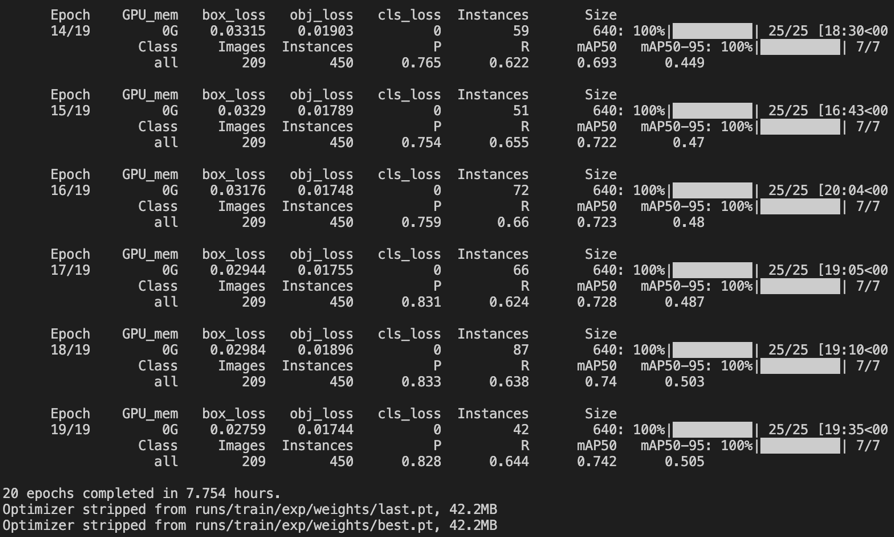 Epoch GPU_mem box_loss obj_loss cls_loss Instances Size
14/19 0G 0.03315 0.01903 0 59 640: 100%|██████████| 25/25 [18:30<00
Class Images Instances P R mAP50 mAP50-95: 100%|██████████| 7/7
all 209 450 0.765 0.622 0.693 0.449
Epoch GPU_mem box_loss obj_loss cls_loss Instances Size
15/19 0G 0.0329 0.01789 0 51 640: 100%|██████████| 25/25 [16:43<00
Class Images Instances P R mAP50 mAP50-95: 100%|██████████| 7/7
all 209 450 0.754 0.655 0.722 0.47
Epoch GPU_mem box_loss obj_loss cls_loss Instances Size
16/19 0G 0.03176 0.01748 0 72 640: 100%|██████████| 25/25 [20:04<00
Class Images Instances P R mAP50 mAP50-95: 100%|██████████| 7/7
all 209 450 0.759 0.66 0.723 0.48
Epoch GPU_mem box_loss obj_loss cls_loss Instances Size
17/19 0G 0.02944 0.01755 0 66 640: 100%|██████████| 25/25 [19:05<00
Class Images Instances P R mAP50 mAP50-95: 100%|██████████| 7/7
all 209 450 0.831 0.624 0.728 0.487
Epoch GPU_mem box_loss obj_loss cls_loss Instances Size
18/19 0G 0.02984 0.01896 0 87 640: 100%|██████████| 25/25 [19:10<00
Class Images Instances P R mAP50 mAP50-95: 100%|██████████| 7/7
all 209 450 0.833 0.638 0.74 0.503
Epoch GPU_mem box_loss obj_loss cls_loss Instances Size
19/19 0G 0.02759 0.01744 0 42 640: 100%|██████████| 25/25 [19:35<00
Class Images Instances P R mAP50 mAP50-95: 100%|██████████| 7/7
all 209 450 0.828 0.644 0.742 0.505
20 epochs completed in 7.754 hours.
Optimizer stripped from runs/train/exp/weights/last.pt, 42.2MB
Optimizer stripped from runs/train/exp/weights/best.pt, 42.2MB